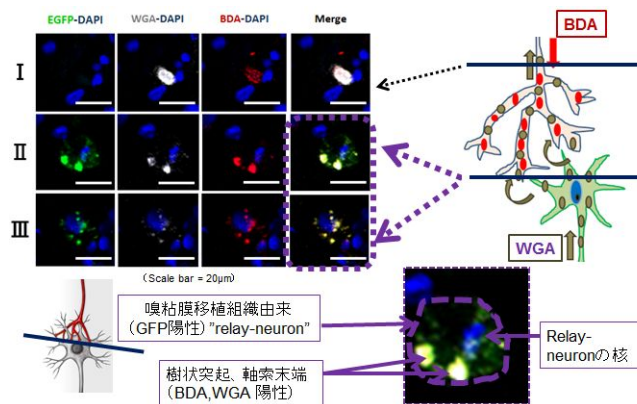 EGFP-DAPI WGA-DAPI BDA-DAPI Merge
BDA
I
II
III
WGA
(Scale bar = 20μm)
嗅粘膜移植組織由来
(GFP陽性) ”relay-neuron”
樹状突起、軸索末端
(BDA,WGA 陽性)
Relay-
neuronの核